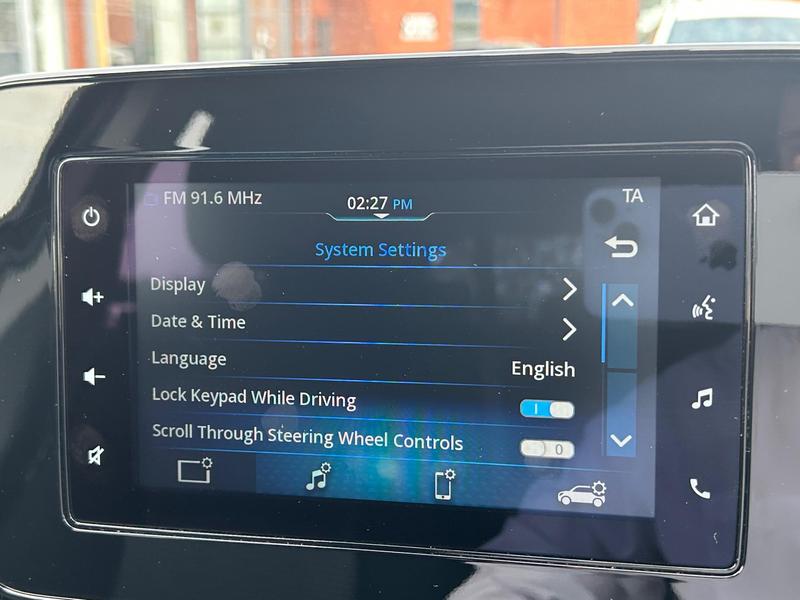 FM 91.6 MHz
02:27 PM
TA
System Settings
Display
Date & Time
Language English
Lock Keypad While Driving I
Scroll Through Steering Wheel Controls 0